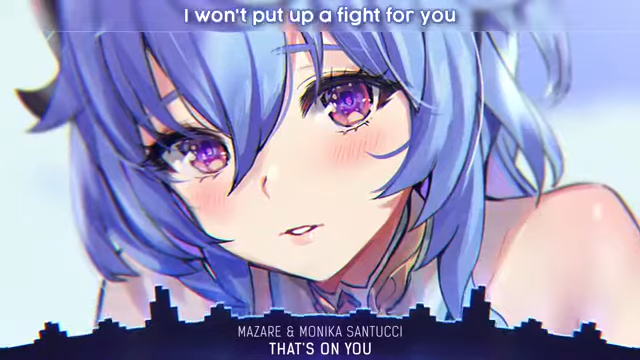 I won't put up a fight for you
MAZARE & MONIKA SANTUCCI
THAT'S ON YOU